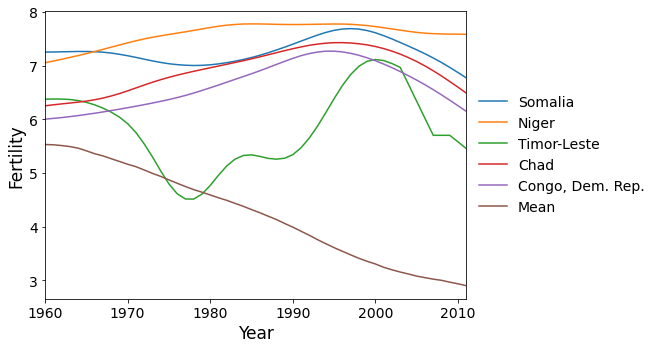 8
7
6
5
4
3
Fertility
1960 1970 1980 1990 2000 2010
Year
Somalia
Niger
Timor-Leste
Chad
Congo, Dem. Rep.
Mean